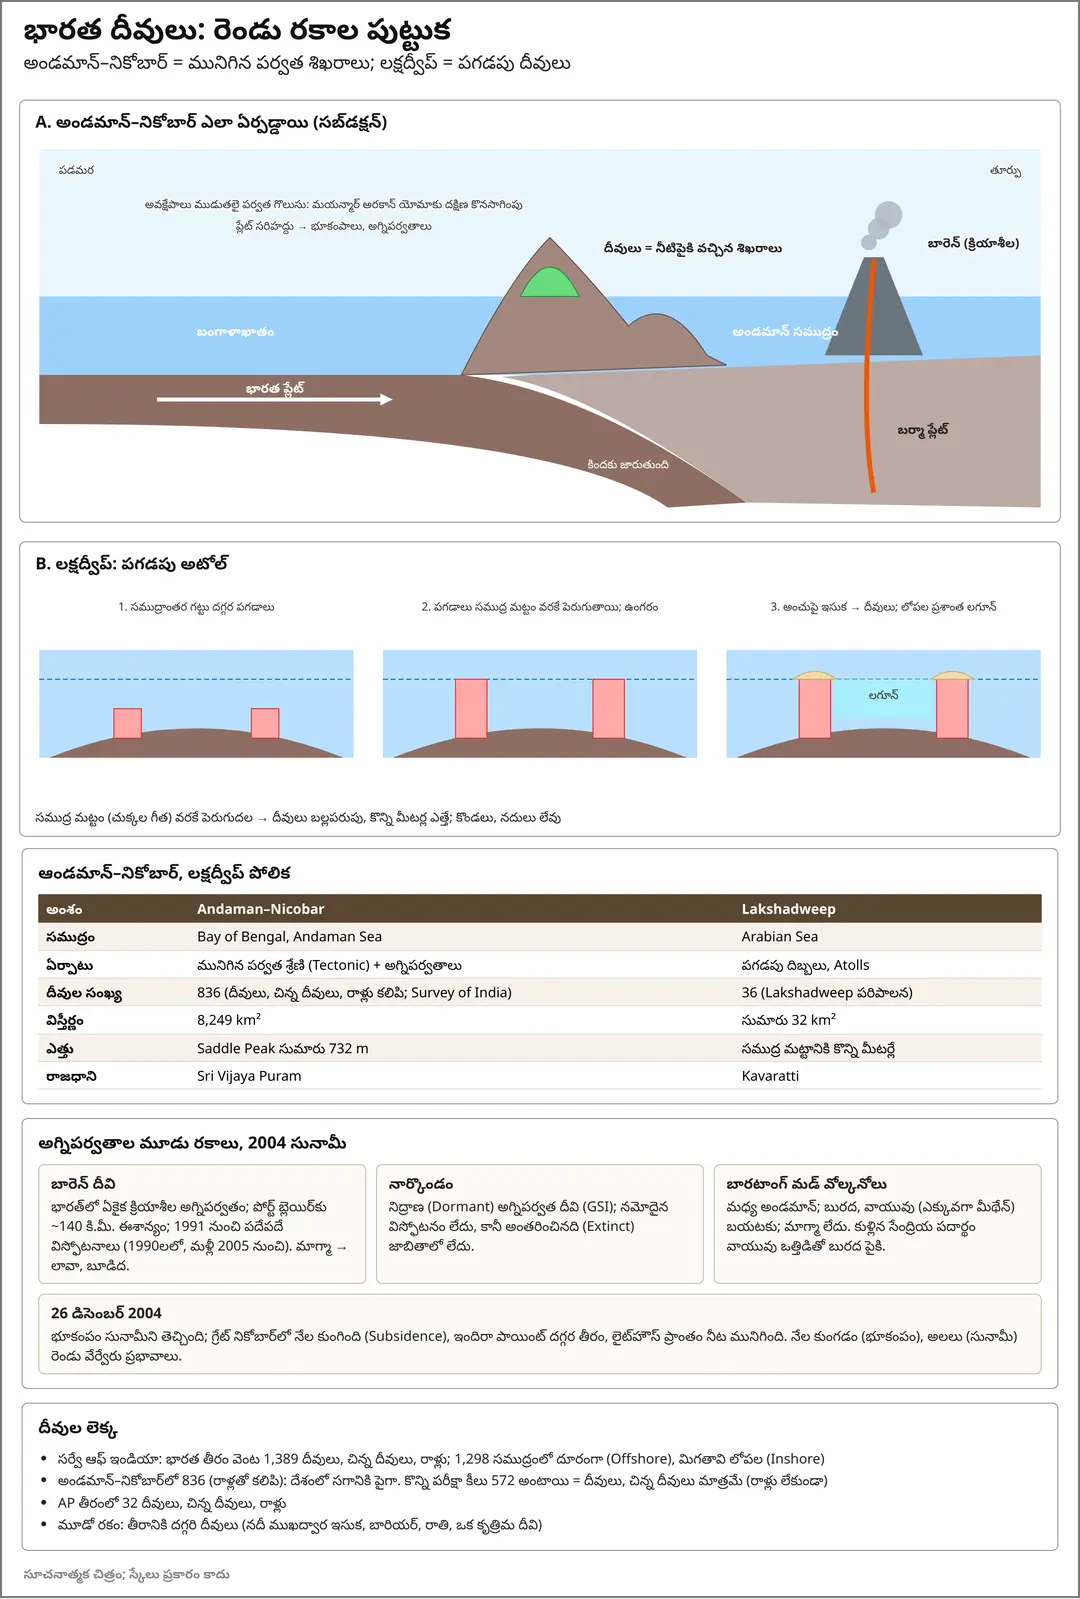 భారత దీవులు: రెండు రకాల పుట్టుక
అండమాన్–నికోబార్ = మునిగిన పర్వత శిఖరాలు; లక్షద్వీప్ = పగడపు దీవులు
A. అండమాన్–నికోబార్ ఎలా ఏర్పడ్డాయి (సబ్‌డక్షన్)
పడమర
తూర్పు
అవక్షేపాలు ముడుతలై పర్వత గొలుసు: మయన్మార్ అరకాన్ యోమాకు దక్షిణ కొనసాగింపు
ప్లేట్ సరిహద్దు → భూకంపాలు, అగ్నిపర్వతాలు
దీవులు = నీటిపైకి వచ్చిన శిఖరాలు
బారెన్ (క్రియాశీల)
బంగాళాఖాతం
అండమాన్ సముద్రం
భారత ప్లేట్
బర్మా ప్లేట్
కిందకు జారుతుంది
B. లక్షద్వీప్: పగడపు అటోల్
1. సముద్రాంతర గట్టు దగ్గర పగడాలు
2. పగడాలు సముద్ర మట్టం వరకే పెరుగుతాయి; ఉంగరం
3. అంచుపై ఇసుక → దీవులు; లోపల ప్రశాంత లగూన్
లగూన్
సముద్ర మట్టం (చుక్కల గీత) వరకే పెరుగుదల → దీవులు బల్లపరుపు, కొన్ని మీటర్ల ఎత్తే; కొండలు, నదులు లేవు
ఆండమాన్–నికోబార్, లక్షద్వీప్ పోలిక
అంశం Andaman–Nicobar Lakshadweep
సముద్రం Bay of Bengal, Andaman Sea Arabian Sea
ఏర్పాటు మునిగిన పర్వత శ్రేణి (Tectonic) + అగ్నిపర్వతాలు పగడపు దిబ్బలు, Atolls
దీవుల సంఖ్య 836 (దీవులు, చిన్న దీవులు, రాళ్లు కలిపి; Survey of India) 36 (Lakshadweep పరిపాలన)
విస్తీర్ణం 8,249 km² సుమారు 32 km²
ఎత్తు Saddle Peak సుమారు 732 m సముద్ర మట్టానికి కొన్ని మీటర్లే
రాజధాని Sri Vijaya Puram Kavaratti
అగ్నిపర్వతాల మూడు రకాలు, 2004 సునామీ
బారెన్ దీవి
భారత్‌లో ఏకైక క్రియాశీల అగ్నిపర్వతం; పోర్ట్ బ్లెయిర్‌కు
~140 కి.మీ. ఈశాన్యం; 1991 నుంచి పదేపదే
విస్ఫోటనాలు (1990లలో, మళ్లీ 2005 నుంచి). మాగ్మా →
లావా, బూడిద.
నార్కొండం
నిద్రాణ (Dormant) అగ్నిపర్వత దీవి (GSI); నమోదైన
విస్ఫోటనం లేదు, కానీ అంతరించినది (Extinct)
జాబితాలో లేదు.
బారటాంగ్ మడ్ వోల్కనోలు
మధ్య అండమాన్; బురద, వాయువు (ఎక్కువగా మీథేన్)
బయటకు; మాగ్మా లేదు. కుళ్లిన సేంద్రియ పదార్థం
వాయువు ఒత్తిడితో బురద పైకి.
26 డిసెంబర్ 2004
భూకంపం సునామీని తెచ్చింది; గ్రేట్ నికోబార్‌లో నేల కుంగింది (Subsidence), ఇందిరా పాయింట్ దగ్గర తీరం, లైట్‌హౌస్ ప్రాంతం నీట మునిగింది. నేల కుంగడం (భూకంపం), అలలు (సునామీ)
రెండు వేర్వేరు ప్రభావాలు.
దీవుల లెక్క
• సర్వే ఆఫ్ ఇండియా: భారత తీరం వెంట 1,389 దీవులు, చిన్న దీవులు, రాళ్లు; 1,298 సముద్రంలో దూరంగా (Offshore), మిగతావి లోపల (Inshore)
• అండమాన్–నికోబార్‌లో 836 (రాళ్లతో కలిపి): దేశంలో సగానికి పైగా. కొన్ని పరీక్షా కీలు 572 అంటాయి = దీవులు, చిన్న దీవులు మాత్రమే (రాళ్లు లేకుండా)
• AP తీరంలో 32 దీవులు, చిన్న దీవులు, రాళ్లు
• మూడో రకం: తీరానికి దగ్గరి దీవులు (నదీ ముఖద్వార ఇసుక, బారియర్, రాతి, ఒక కృత్రిమ దీవి)
సూచనాత్మక చిత్రం; స్కేలు ప్రకారం కాదు